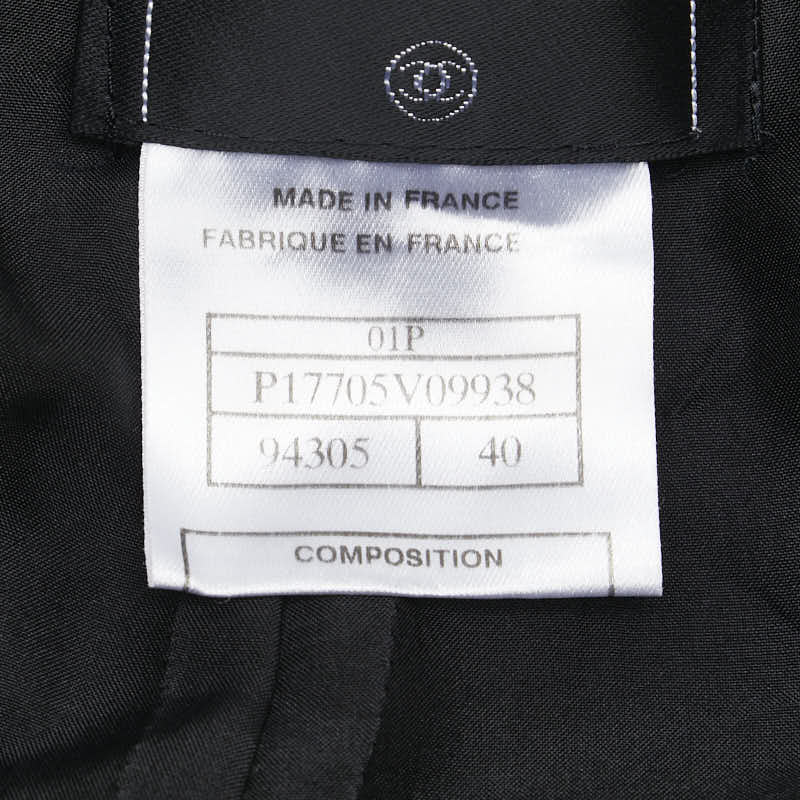 MADE IN FRANCE
FABRIQUE EN FRANCE
01P
P17705V09938
94305 40
COMPOSITION